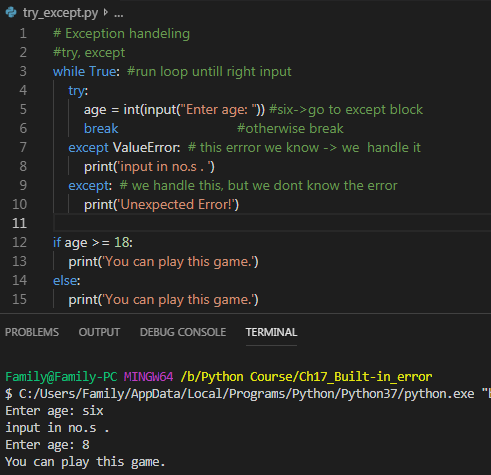 try_except.py > ...
1 # Exception handeling
2 #try, except
3 while True: #run loop untill right input
4 try:
5 age = int(input("Enter age: ")) #six->go to except block
6 break #otherwise break
7 except ValueError: # this errror we know -> we handle it
8 print('input in no.s . ')
9 except: # we handle this, but we dont know the error
10 print('Unexpected Error!')
11
12 if age >= 18:
13 print('You can play this game.')
14 else:
15 print('You can play this game.')
PROBLEMS OUTPUT DEBUG CONSOLE TERMINAL
Family@Family-PC MINGW64 /b/Python Course/Ch17_Built-in_error
$ C:/Users/Family/AppData/Local/Programs/Python/Python37/python.exe "
Enter age: six
input in no.s .
Enter age: 8
You can play this game.